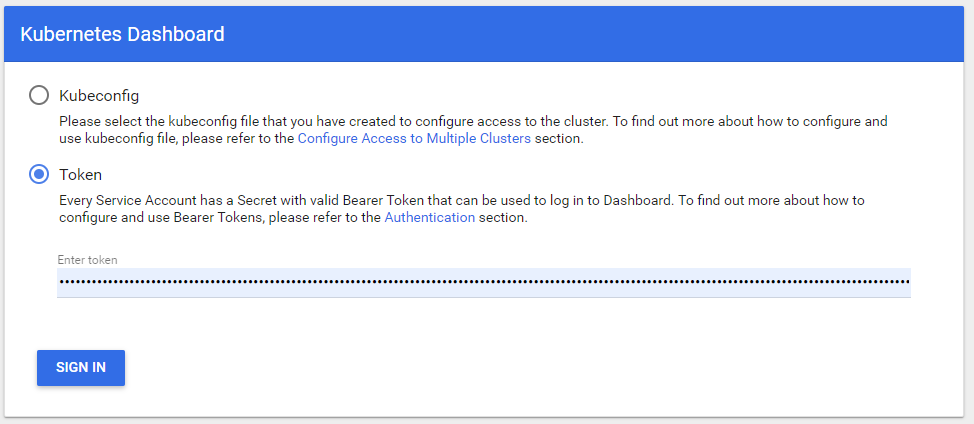 Kubernetes Dashboard
Kubeconfig
Please select the kubeconfig file that you have created to configure access to the cluster. To find out more about how to configure and
use kubeconfig file, please refer to the Configure Access to Multiple Clusters section.
Token
Every Service Account has a Secret with valid Bearer Token that can be used to log in to Dashboard. To find out more about how to
configure and use Bearer Tokens, please refer to the Authentication section.
Enter token
SIGN IN